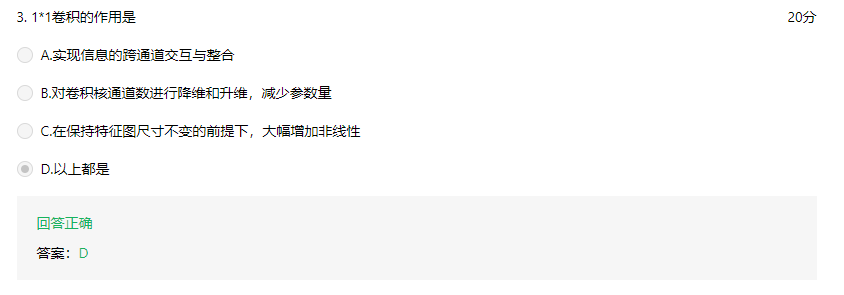 3. 1*1卷积的作用是 20分
A.实现信息的跨通道交互与整合
B.对卷积核通道数进行降维和升维，减少参数量
C.在保持特征图尺寸不变的前提下，大幅增加非线性
D.以上都是
回答正确
答案：D